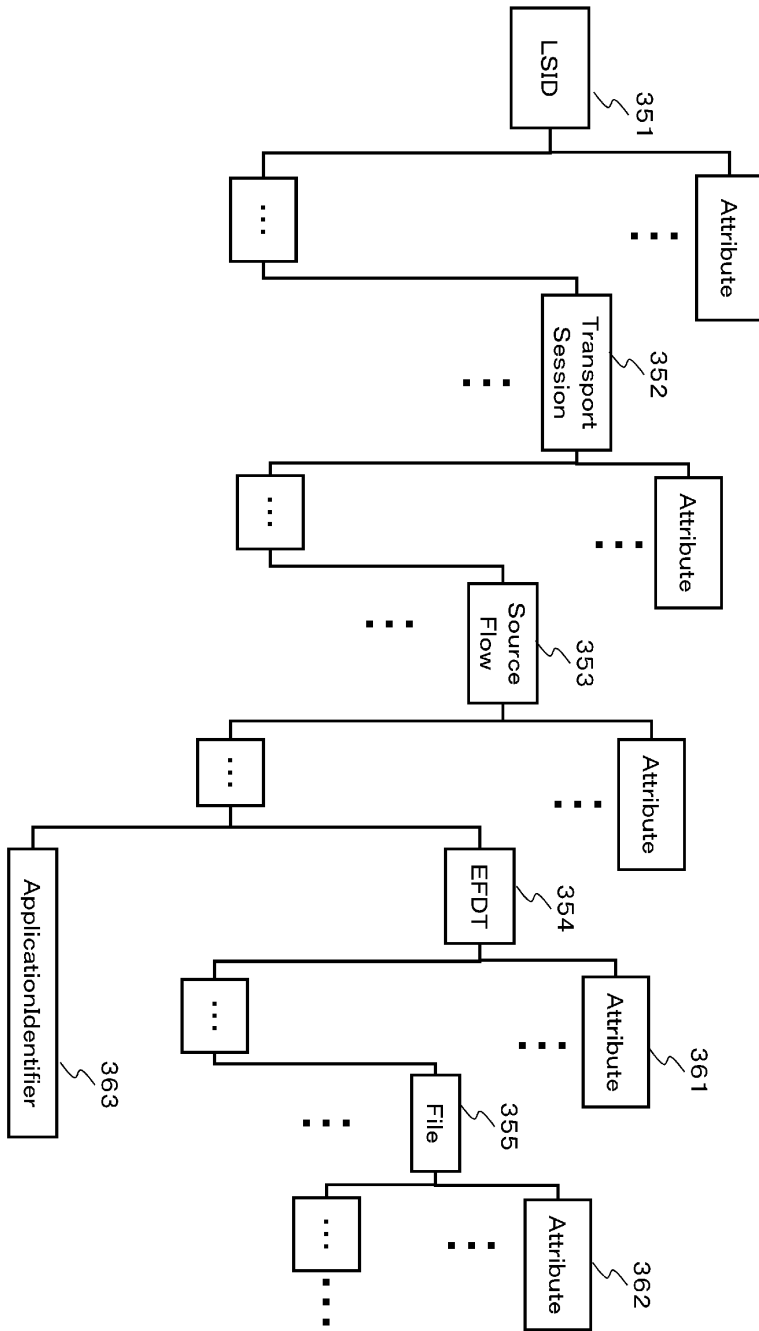 LSID
351
Attribute
...
...
Transport
Session
352
...
Attribute
...
...
Source
Flow
353
...
Attribute
...
...
EFDT
354
ApplicationIdentifier
363
Attribute
361
...
...
File
355
...
Attribute
362
...
...
...